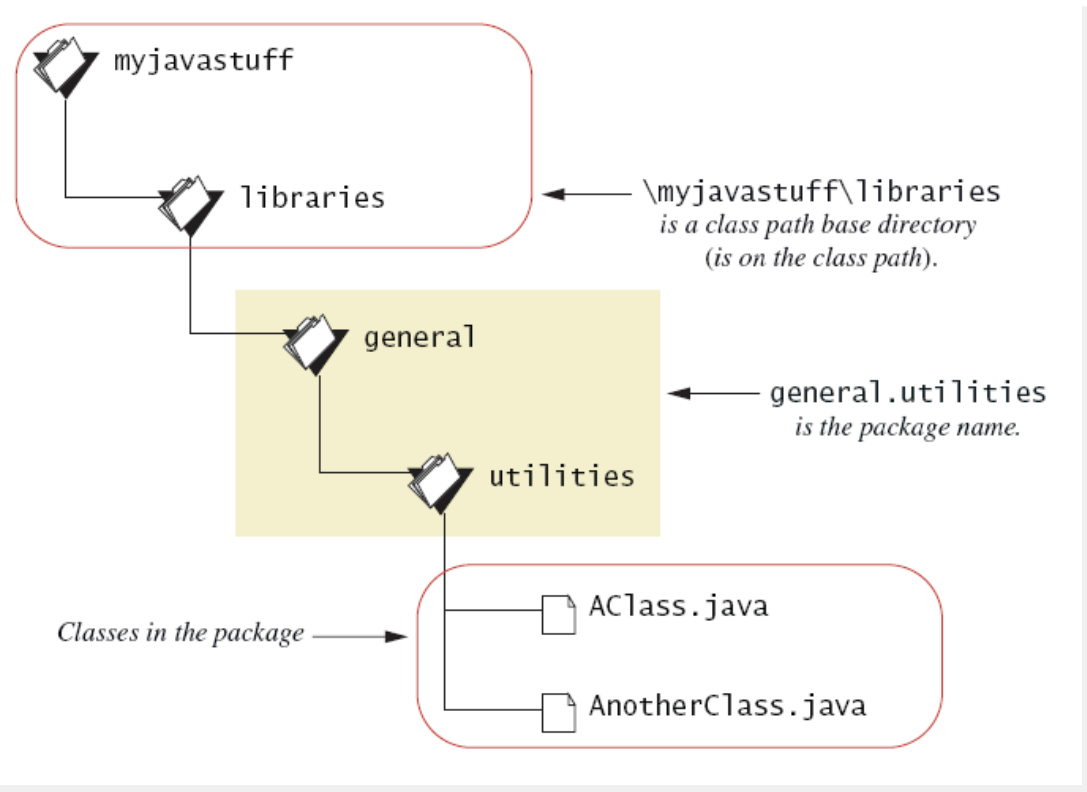 myjavastuff
libraries
\myjavastuff\libraries
is a class path base directory
(is on the class path).
general
general.utilities
is the package name.
utilities
AClass.java
Classes in the package
AnotherClass.java